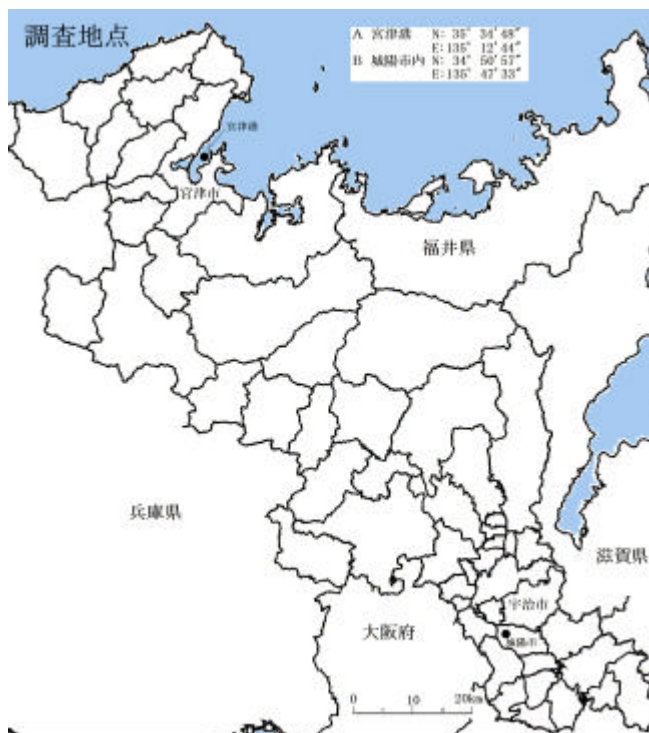 調査地点
A 宮津港 N: 35° 34′ 48″
E:135° 12′ 44″
B 城陽市内 N: 34° 50′ 57″
E:135° 47′ 33″
宮津港
宮津市
福井県
兵庫県
滋賀県
宇治市
大阪府
城陽市
0 10 20km